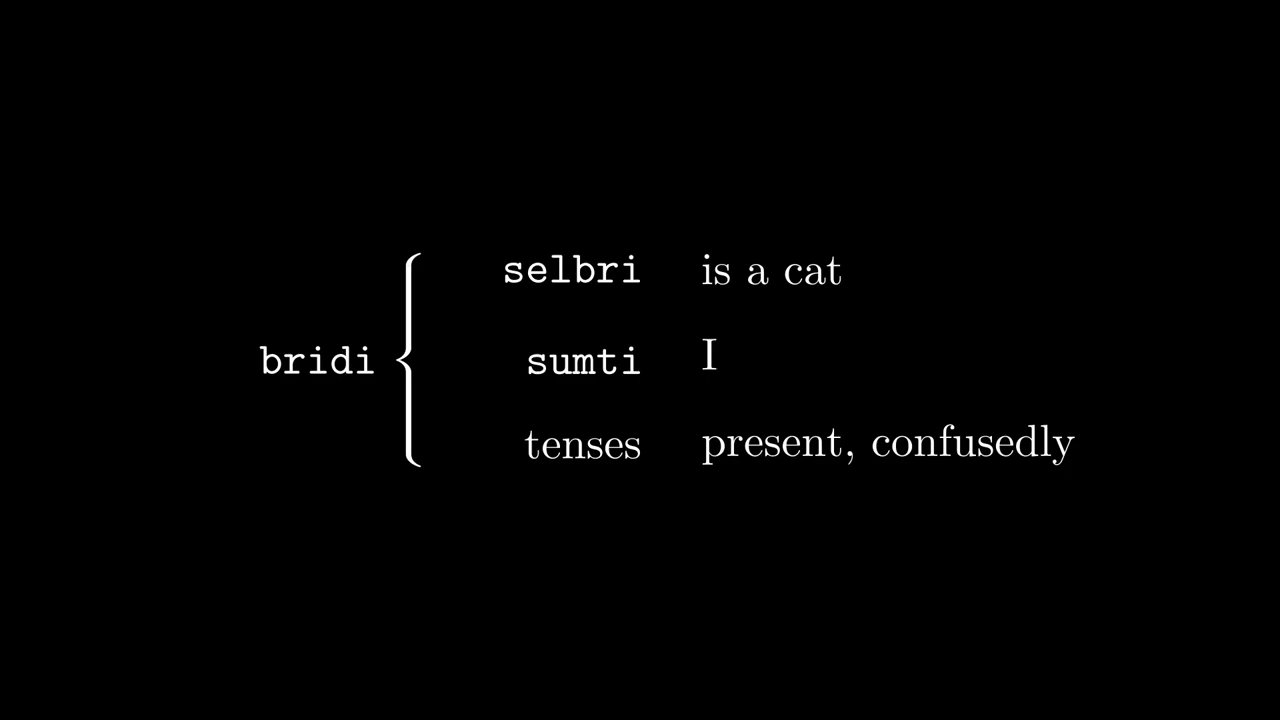 selbri is a cat
bridi sumti I
tenses present, confusedly